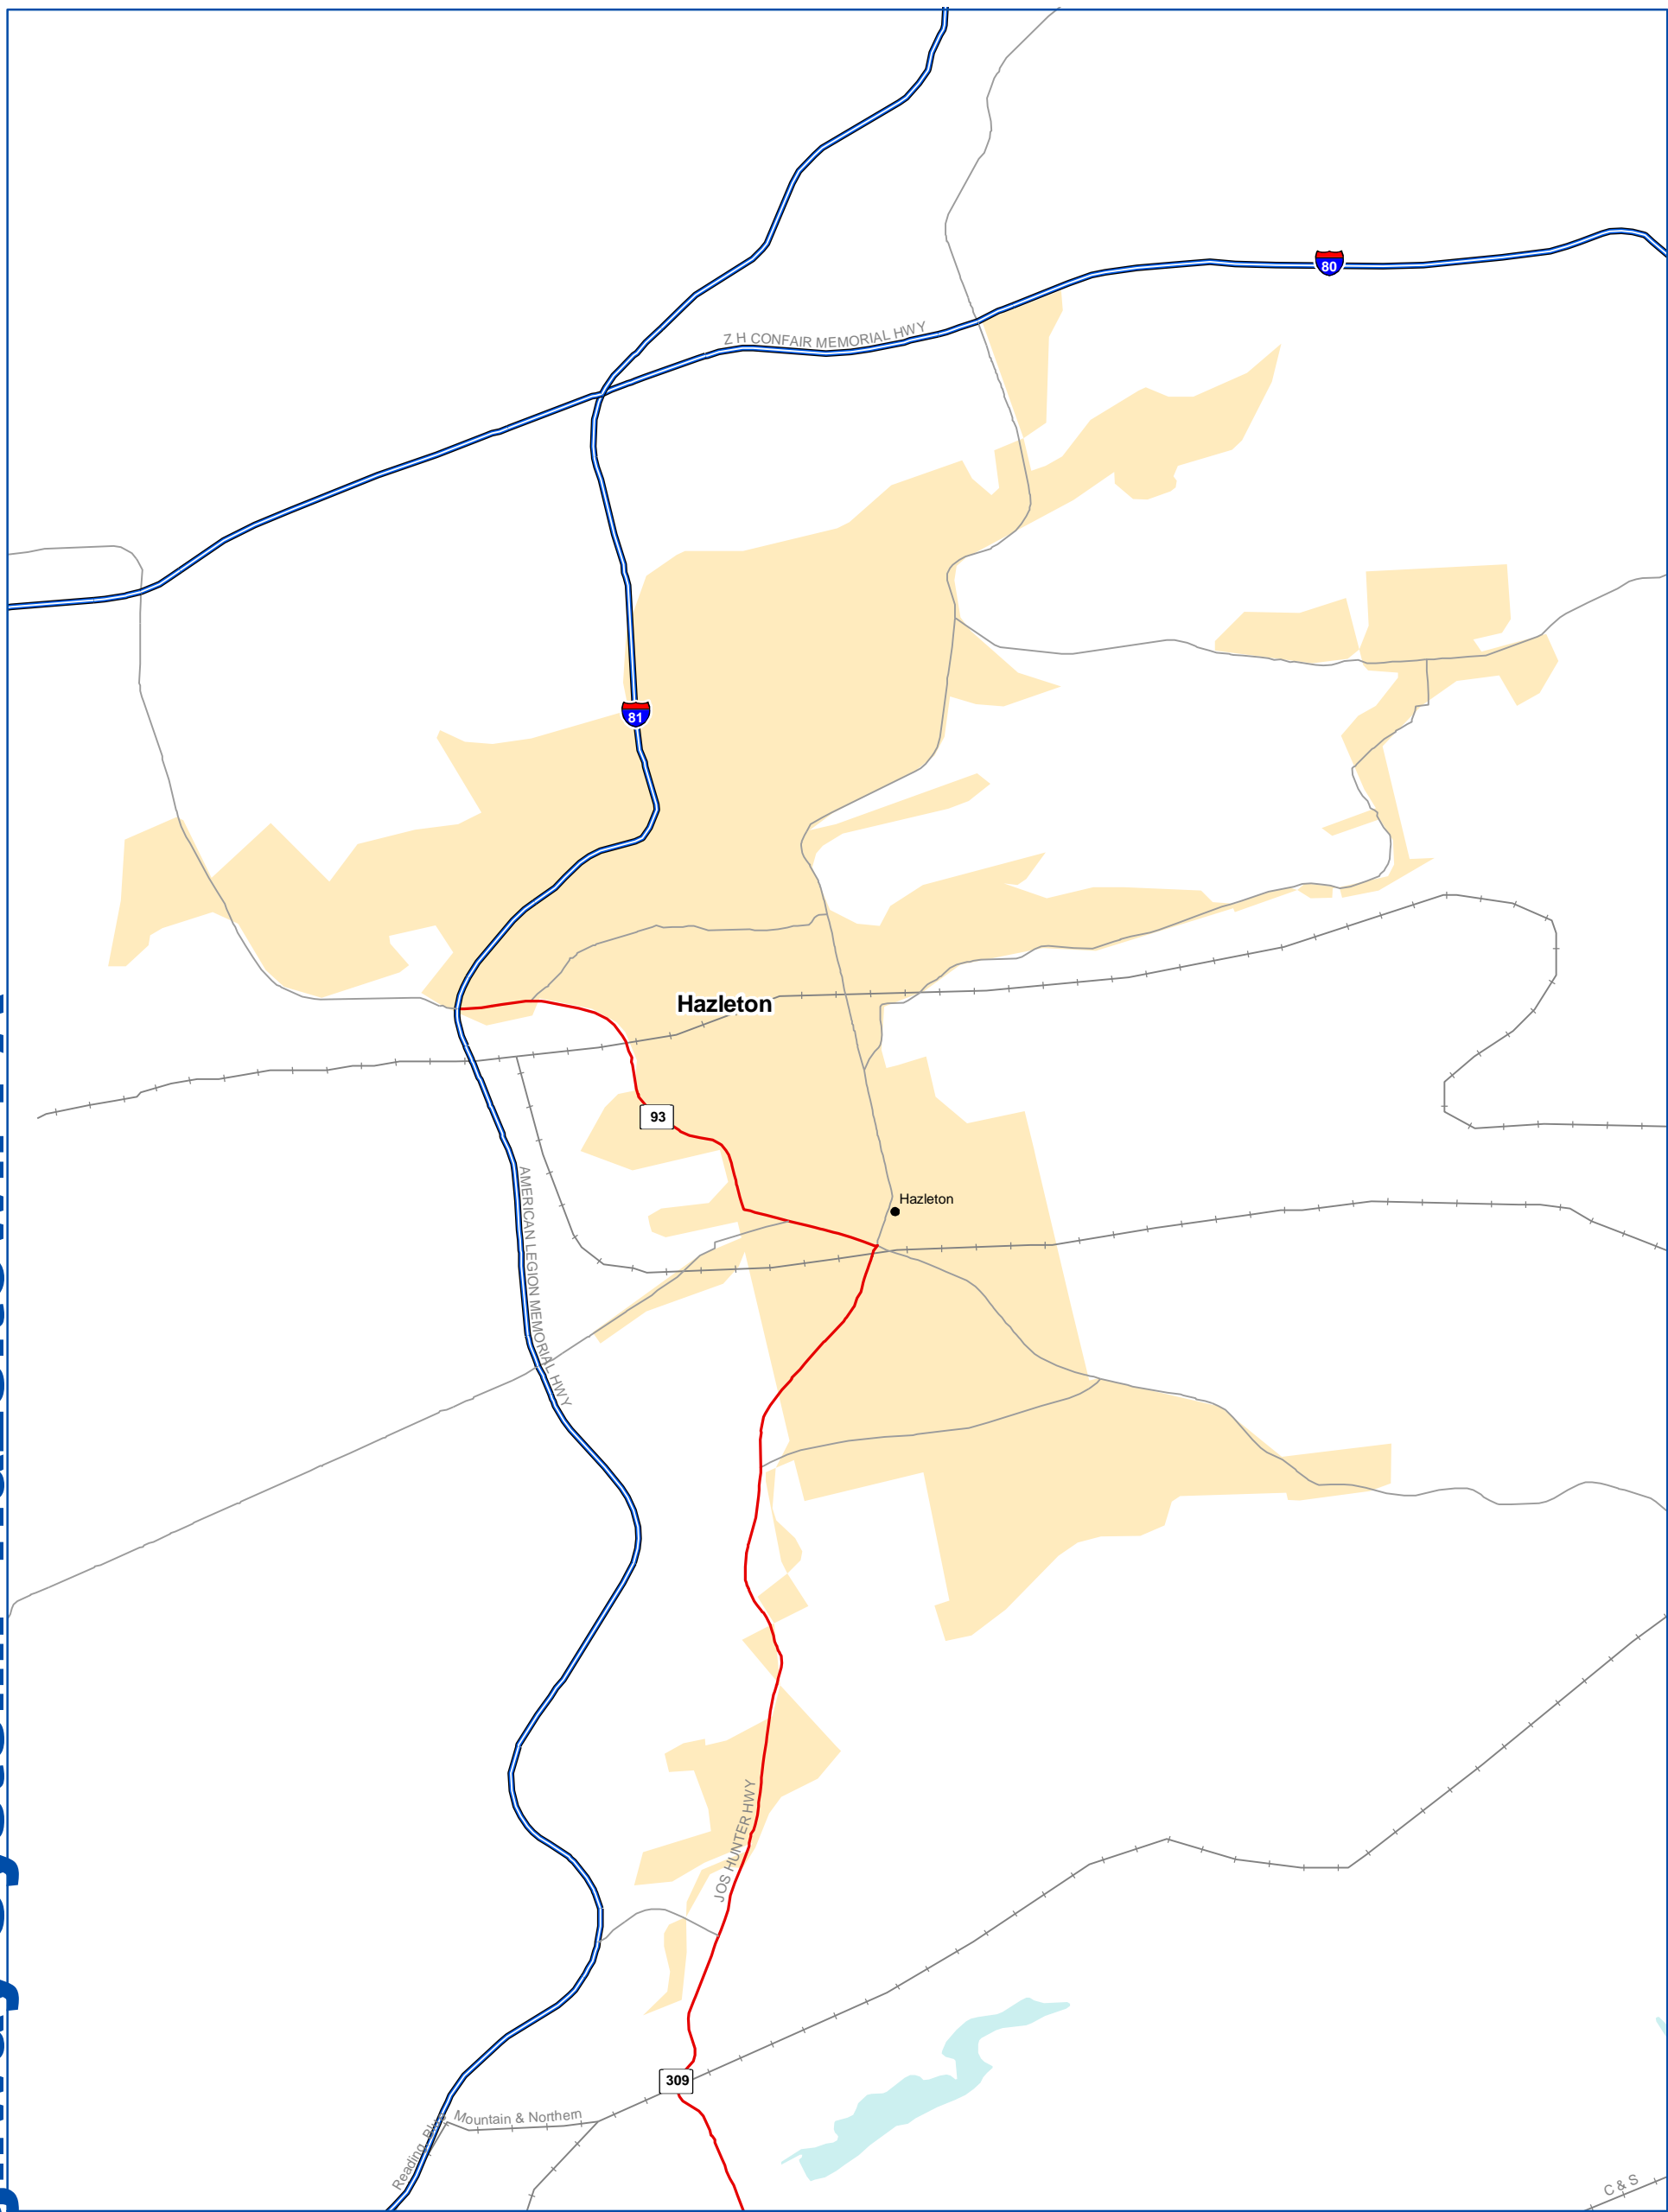 80
Z H CONFAIR MEMORIAL HWY
81
Hazleton
93
AMERICAN LEGION MEMORIAL HWY
Hazleton
JOS HUNTER HWY
309
Reading, Blue Mountain & Northern
C & S